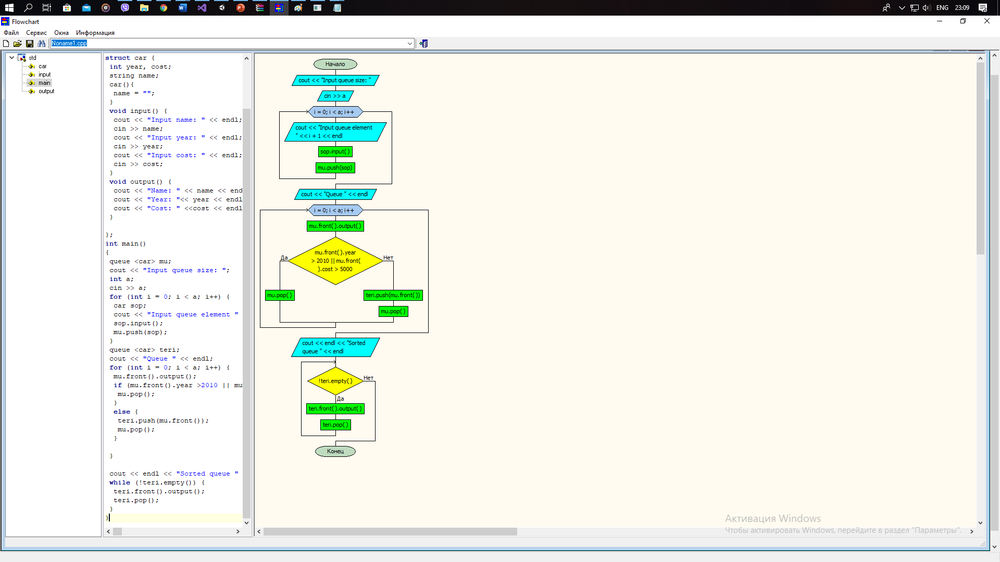 ENG 23:09
Flowchart
Файл Сервис Окна Информация
Noname1.cpp
std
car
input
main
output
struct car {
int year, cost;
string name;
car(){
name = "";
}
void input() {
cout << "Input name: " << endl;
cin >> name;
cout << "Input year: " << endl;
cin >> year;
cout << "Input cost: " << endl;
cin >> cost;
}
void output() {
cout << "Name: " << name << end
cout << "Year: "<< year << endl
cout << "Cost: " <<cost << endl
}
};
int main()
{
queue <car> mu;
cout << "Input queue size: ";
int a;
cin >> a;
for (int i = 0; i < a; i++) {
car sop;
cout << "Input queue element "
sop.input();
mu.push(sop);
}
queue <car> teri;
cout << "Queue " << endl;
for (int i = 0; i < a; i++) {
mu.front().output();
if (mu.front().year >2010 || mu
mu.pop();
}
else {
teri.push(mu.front());
mu.pop();
}
}
cout << endl << "Sorted queue "
while (!teri.empty()) {
teri.front().output();
teri.pop();
}
}
Начало
cout << "Input queue size: "
cin >> a
i = 0; i < a; i++
cout << "Input queue element
" << i + 1 << endl
sop.input()
mu.push(sop)
cout << "Queue " << endl
i = 0; i < a; i++
mu.front().output()
mu.front().year
> 2010 || mu.front(
).cost > 5000
Да
Нет
mu.pop()
teri.push(mu.front())
mu.pop()
cout << endl << "Sorted
queue " << endl
!teri.empty()
Нет
Да
teri.front().output()
teri.pop()
Конец
Активация Windows
Чтобы активировать Windows, перейдите в раздел "Параметры".